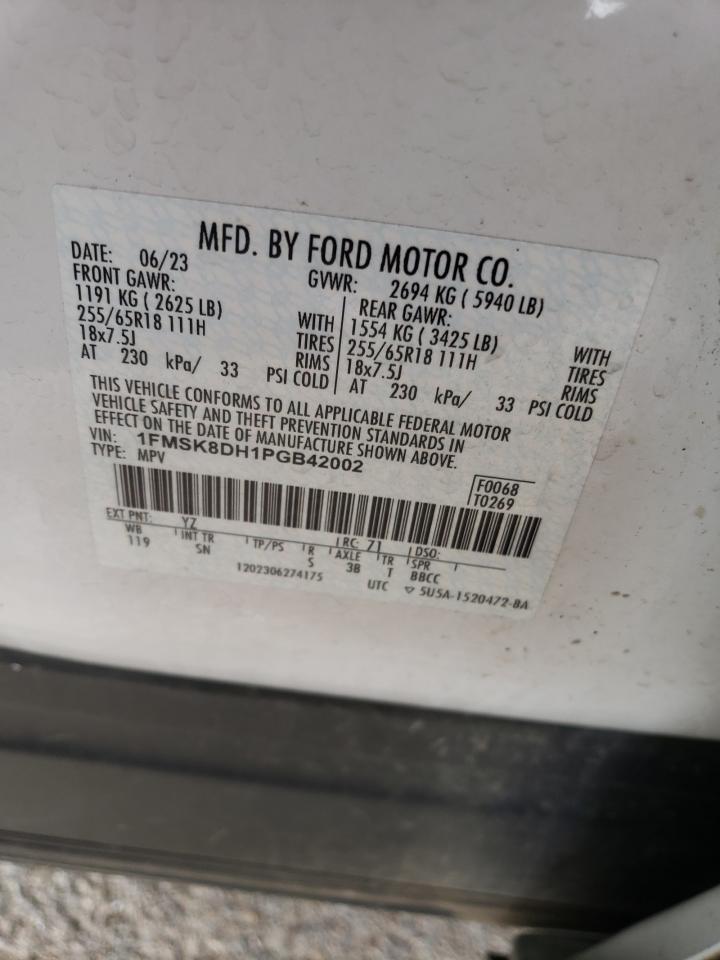 MFD. BY FORD MOTOR CO.
DATE: 06/23
GVWR: 2694 KG ( 5940 LB)
FRONT GAWR:
1191 KG ( 2625 LB) WITH
255/65R18 111H TIRES
18x7.5J RIMS
AT 230 kPa/ 33 PSI COLD
REAR GAWR:
1554 KG ( 3425 LB) WITH
255/65R18 111H TIRES
18x7.5J RIMS
AT 230 kPa/ 33 PSI COLD
THIS VEHICLE CONFORMS TO ALL APPLICABLE FEDERAL MOTOR
VEHICLE SAFETY AND THEFT PREVENTION STANDARDS IN
EFFECT ON THE DATE OF MANUFACTURE SHOWN ABOVE.
VIN: 1FMSK8DH1PGB42002
TYPE: MPV
F0068
T0269
EXT PNT: YZ RC: 71 DSO:
WB INT TR TP/PS R AXLE TR SPR
119 SN S 3B T BBCC
1202306274175
UTC ▽ 5U5A-1520472-BA